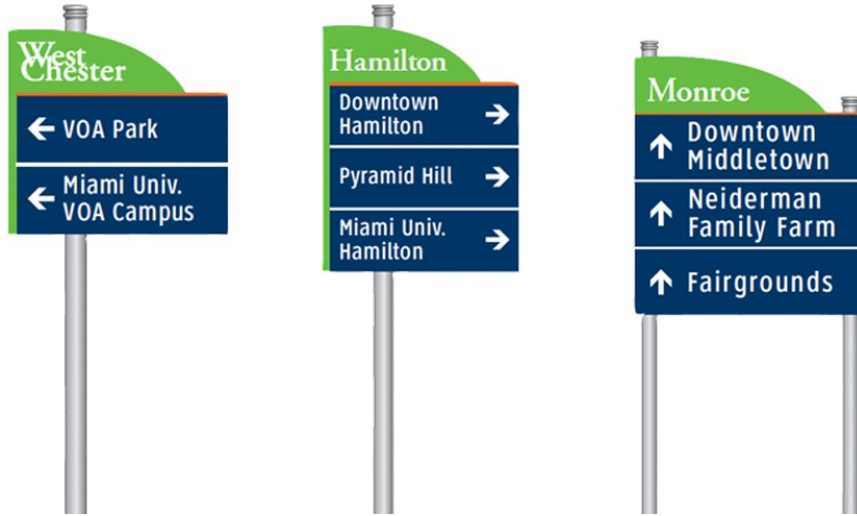 West
Chester
← VOA Park
← Miami Univ.
VOA Campus
Hamilton
Downtown
Hamilton →
Pyramid Hill →
Miami Univ.
Hamilton →
Monroe
↑ Downtown
Middletown
↑ Neiderman
Family Farm
↑ Fairgrounds